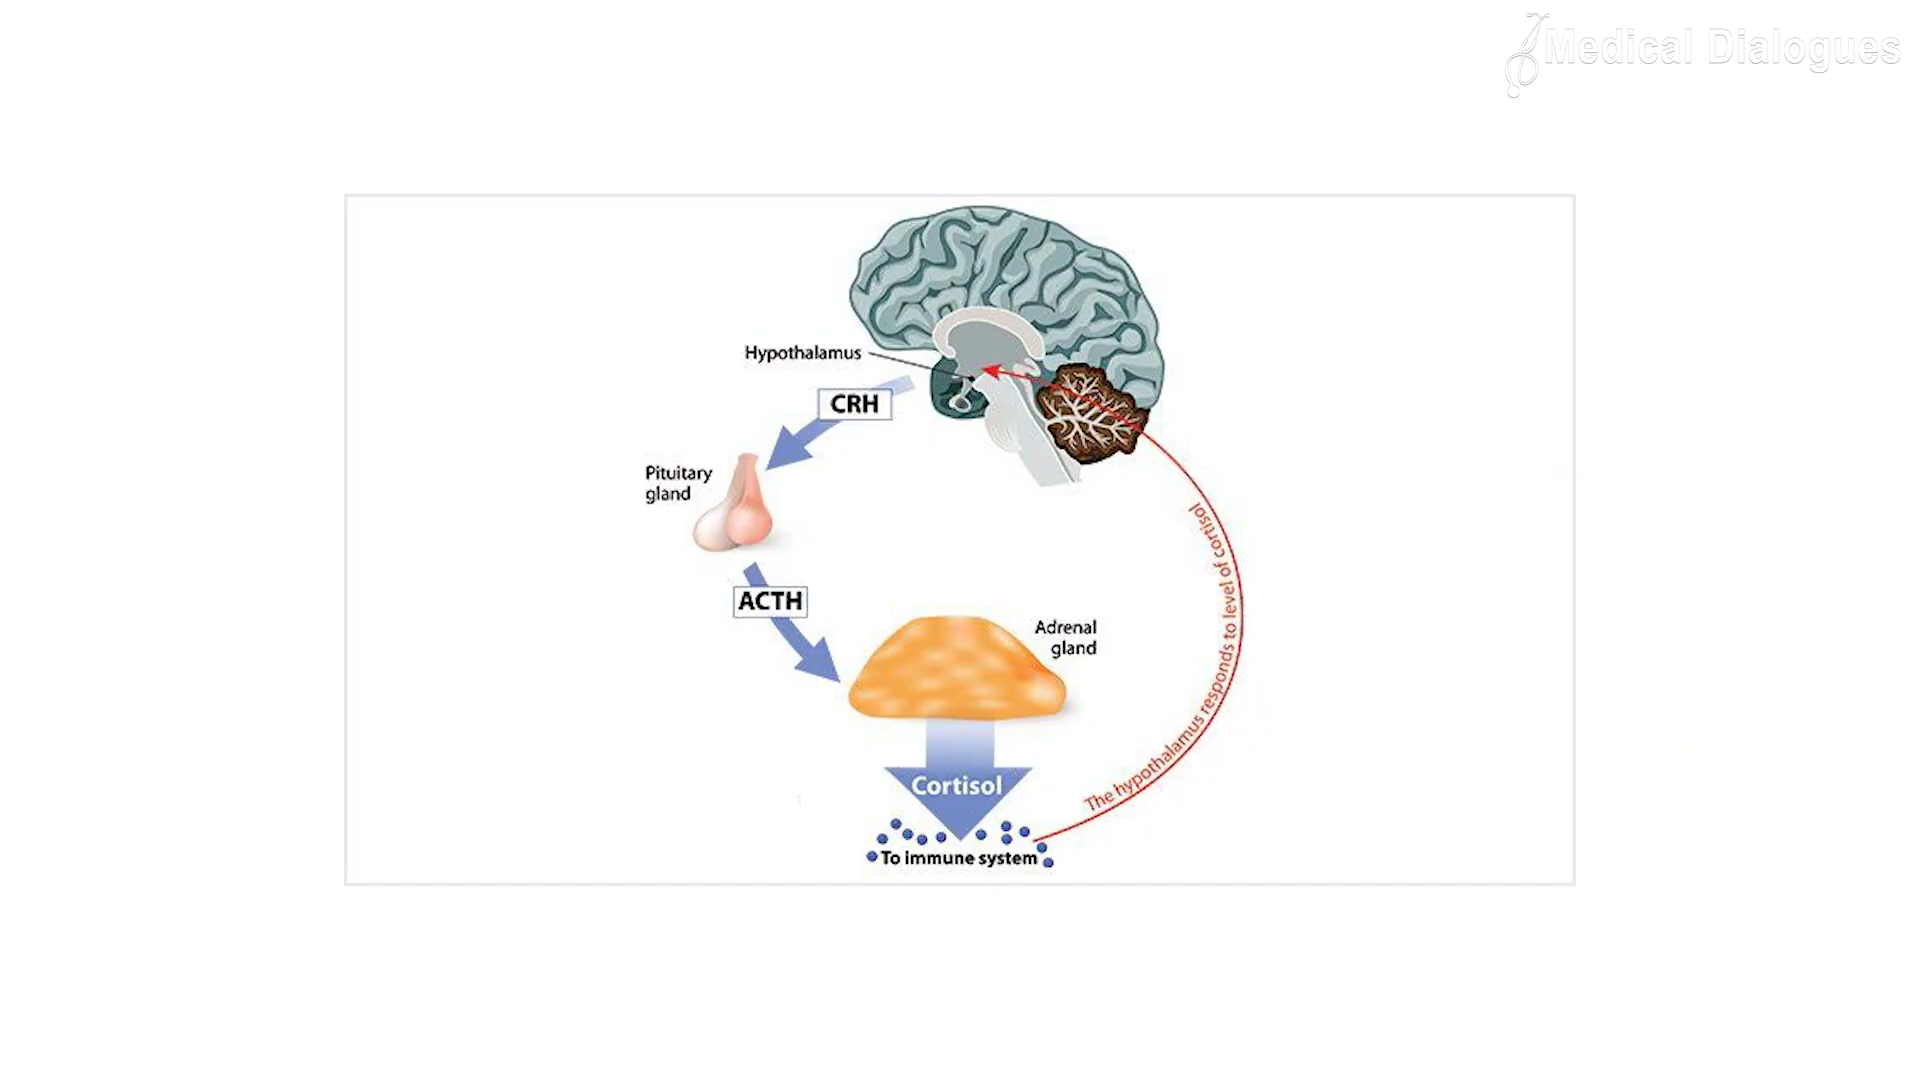 Medical Dialogues
Hypothalamus
CRH
Pituitary
gland
ACTH
Adrenal
gland
Cortisol
To immune system
The hypothalamus responds to level of cortisol